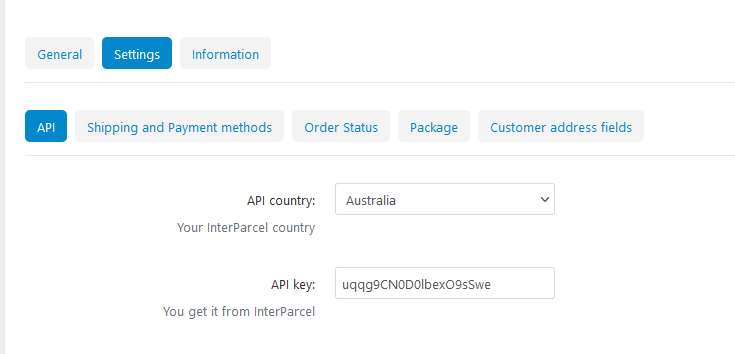 General Settings Information
API Shipping and Payment methods Order Status Package Customer address fields
API country: Australia
Your InterParcel country
API key: uqqg9CN0D0lbexO9sSwe
You get it from InterParcel